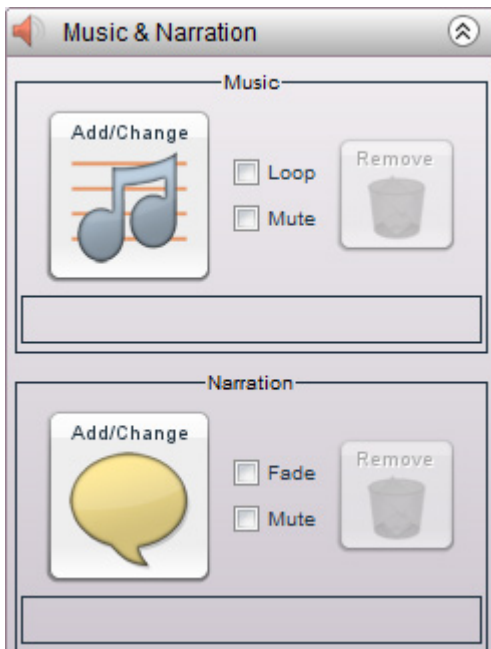 Music & Narration
Music
Add/Change
Loop
Mute
Remove
Narration
Add/Change
Fade
Mute
Remove